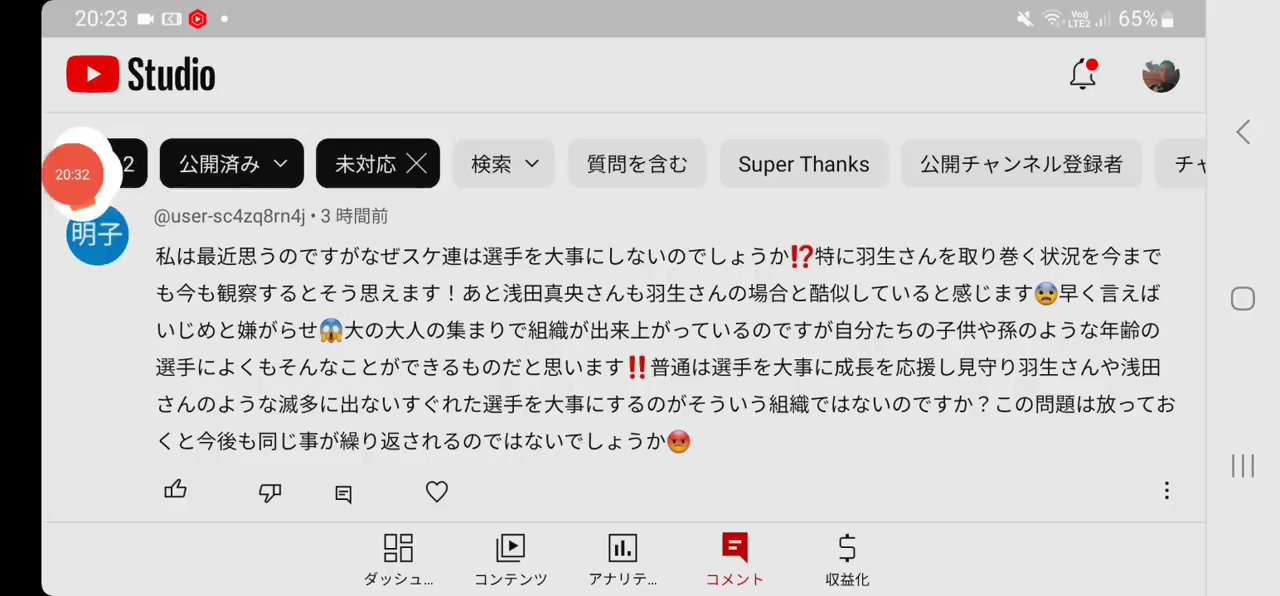 20:23
Vo) LTE2 65%
Studio
2 公開済み 未対応 検索 質問を含む Super Thanks 公開チャンネル登録者 チャ
20:32
明子
@user-sc4zq8rn4j • 3 時間前
私は最近思うのですがなぜスケ連は選手を大事にしないのでしょうか⁉️特に羽生さんを取り巻く状況を今まで
も今も観察するとそう思えます！あと浅田真央さんも羽生さんの場合と酷似していると感じます😨早く言えば
いじめと嫌がらせ😱大の大人の集まりで組織が出来上がっているのですが自分たちの子供や孫のような年齢の
選手によくもそんなことができるものだと思います‼️普通は選手を大事に成長を応援し見守り羽生さんや浅田
さんのような滅多に出ないすぐれた選手を大事にするのがそういう組織ではないのですか？この問題は放ってお
くと今後も同じ事が繰り返されるのではないでしょうか😡
ダッシュ... コンテンツ アナリテ... コメント 収益化